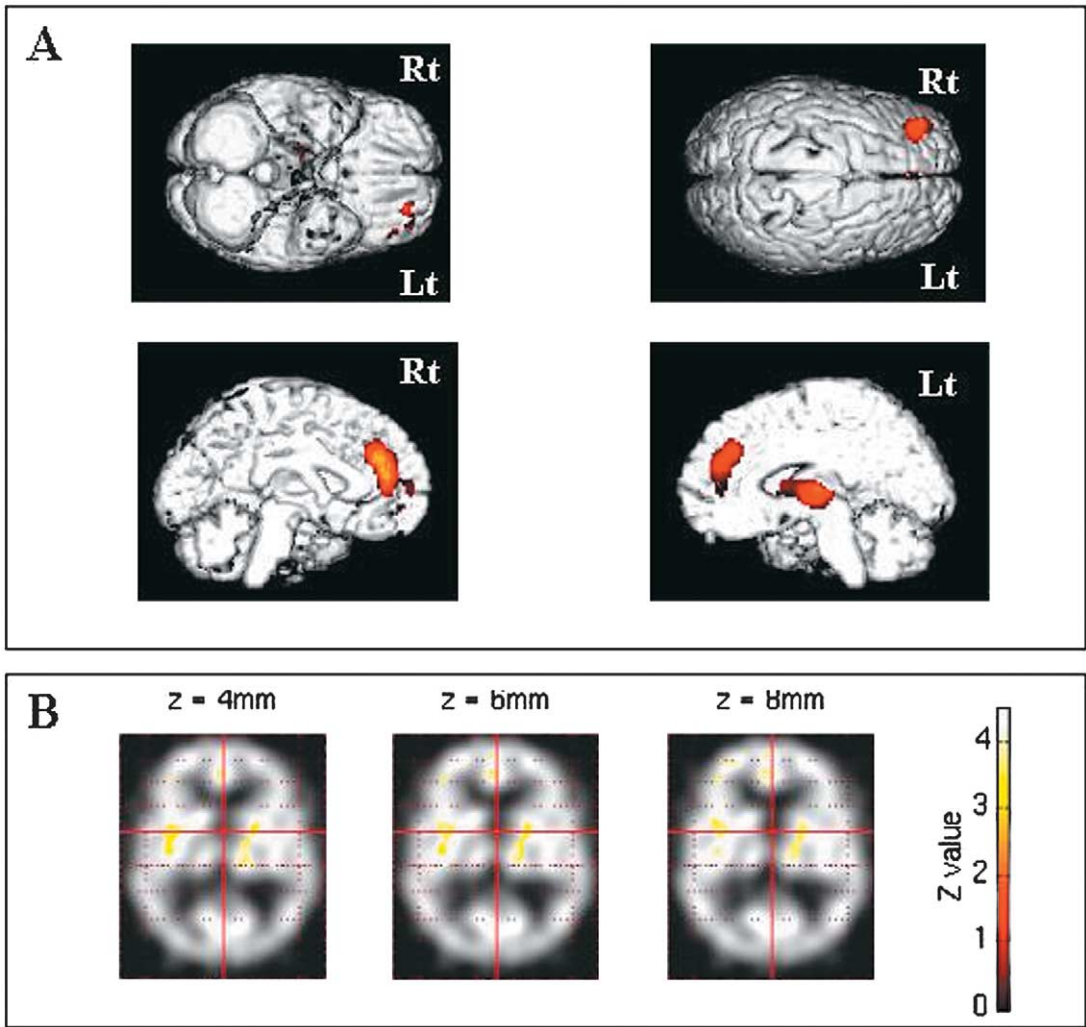 A
Rt
Lt
Rt
Lt
Rt
Lt
B
z = 4mm
z = 6mm
z = 8mm
4
3
2
1
0
Z value